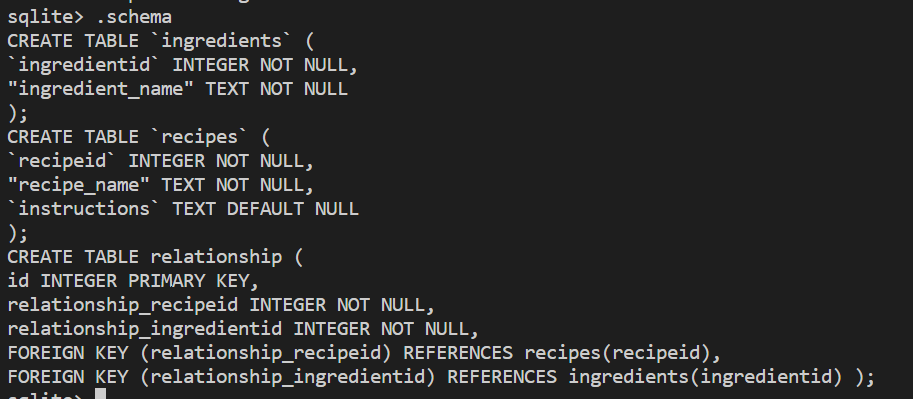 sqlite> .schema
CREATE TABLE `ingredients` (
`ingredientid` INTEGER NOT NULL,
"ingredient_name" TEXT NOT NULL
);
CREATE TABLE `recipes` (
`recipeid` INTEGER NOT NULL,
"recipe_name" TEXT NOT NULL,
`instructions` TEXT DEFAULT NULL
);
CREATE TABLE relationship (
id INTEGER PRIMARY KEY,
relationship_recipeid INTEGER NOT NULL,
relationship_ingredientid INTEGER NOT NULL,
FOREIGN KEY (relationship_recipeid) REFERENCES recipes(recipeid),
FOREIGN KEY (relationship_ingredientid) REFERENCES ingredients(ingredientid) );
sqlite>